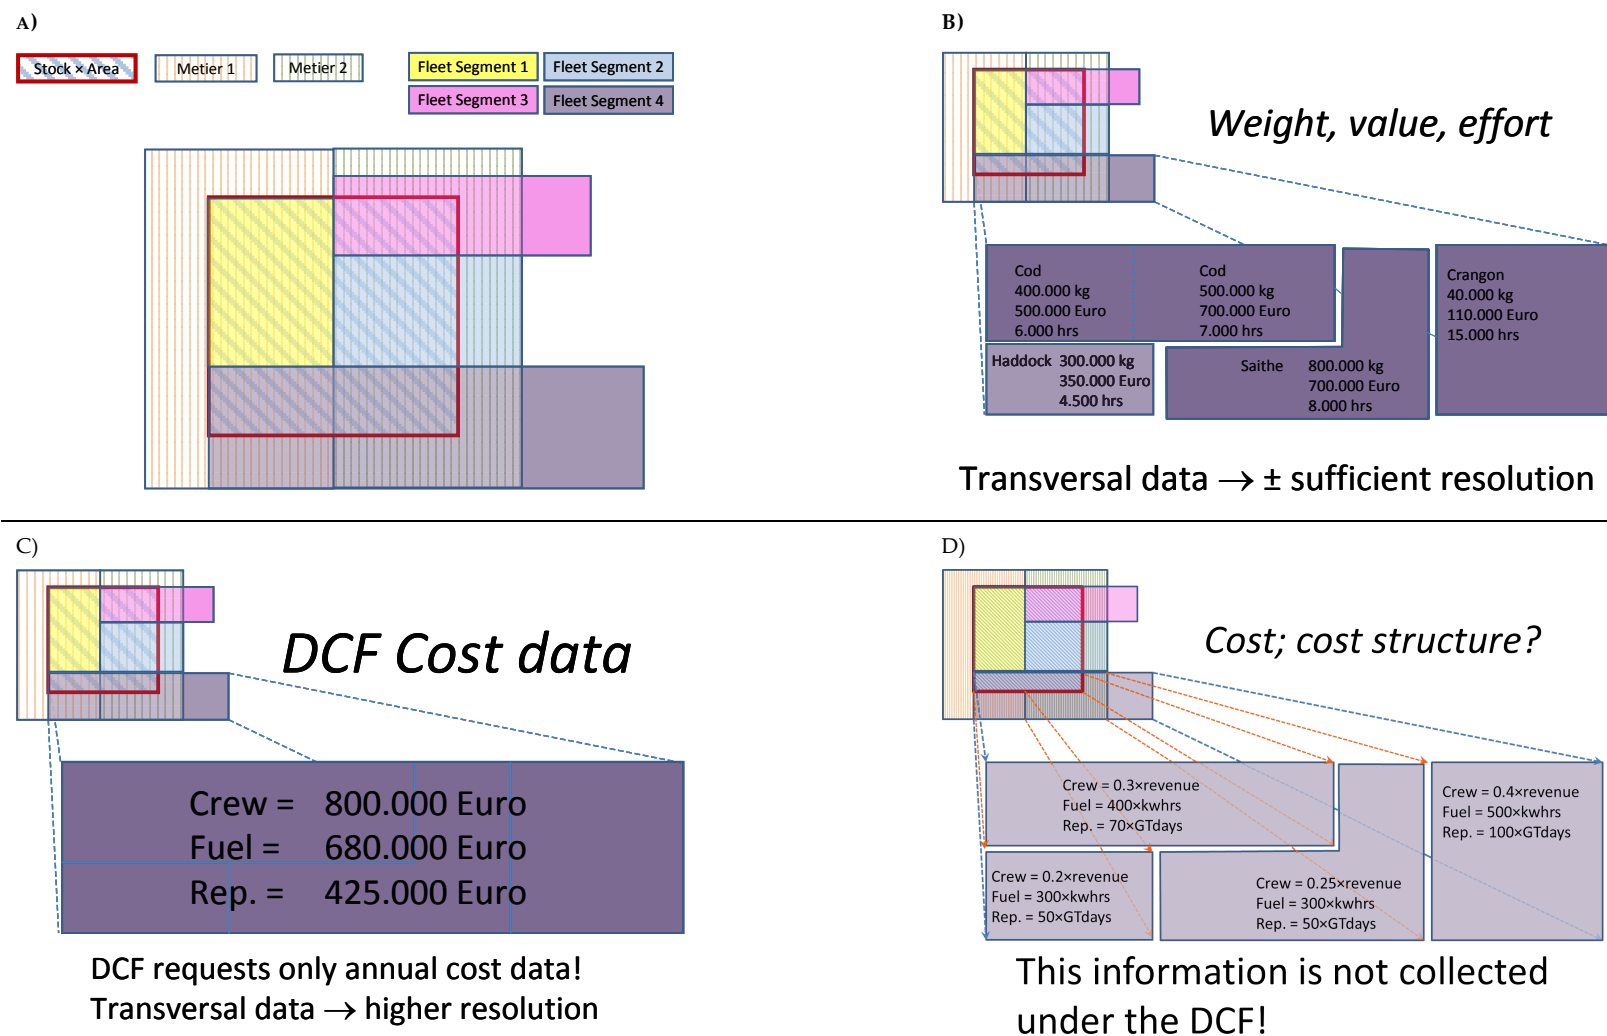 A)
Stock × Area
Metier 1
Metier 2
Fleet Segment 1
Fleet Segment 2
Fleet Segment 3
Fleet Segment 4
B)
Weight, value, effort
Cod
400.000 kg
500.000 Euro
6.000 hrs
Cod
500.000 kg
700.000 Euro
7.000 hrs
Crangon
40.000 kg
110.000 Euro
15.000 hrs
Haddock 300.000 kg
350.000 Euro
4.500 hrs
Saithe 800.000 kg
700.000 Euro
8.000 hrs
Transversal data → ± sufficient resolution
C)
DCF Cost data
Crew = 800.000 Euro
Fuel = 680.000 Euro
Rep. = 425.000 Euro
DCF requests only annual cost data!
Transversal data → higher resolution
D)
Cost; cost structure?
Crew = 0.3×revenue
Fuel = 400×kwhrs
Rep. = 70×GTdays
Crew = 0.4×revenue
Fuel = 500×kwhrs
Rep. = 100×GTdays
Crew = 0.2×revenue
Fuel = 300×kwhrs
Rep. = 50×GTdays
Crew = 0.25×revenue
Fuel = 300×kwhrs
Rep. = 50×GTdays
This information is not collected
under the DCF!